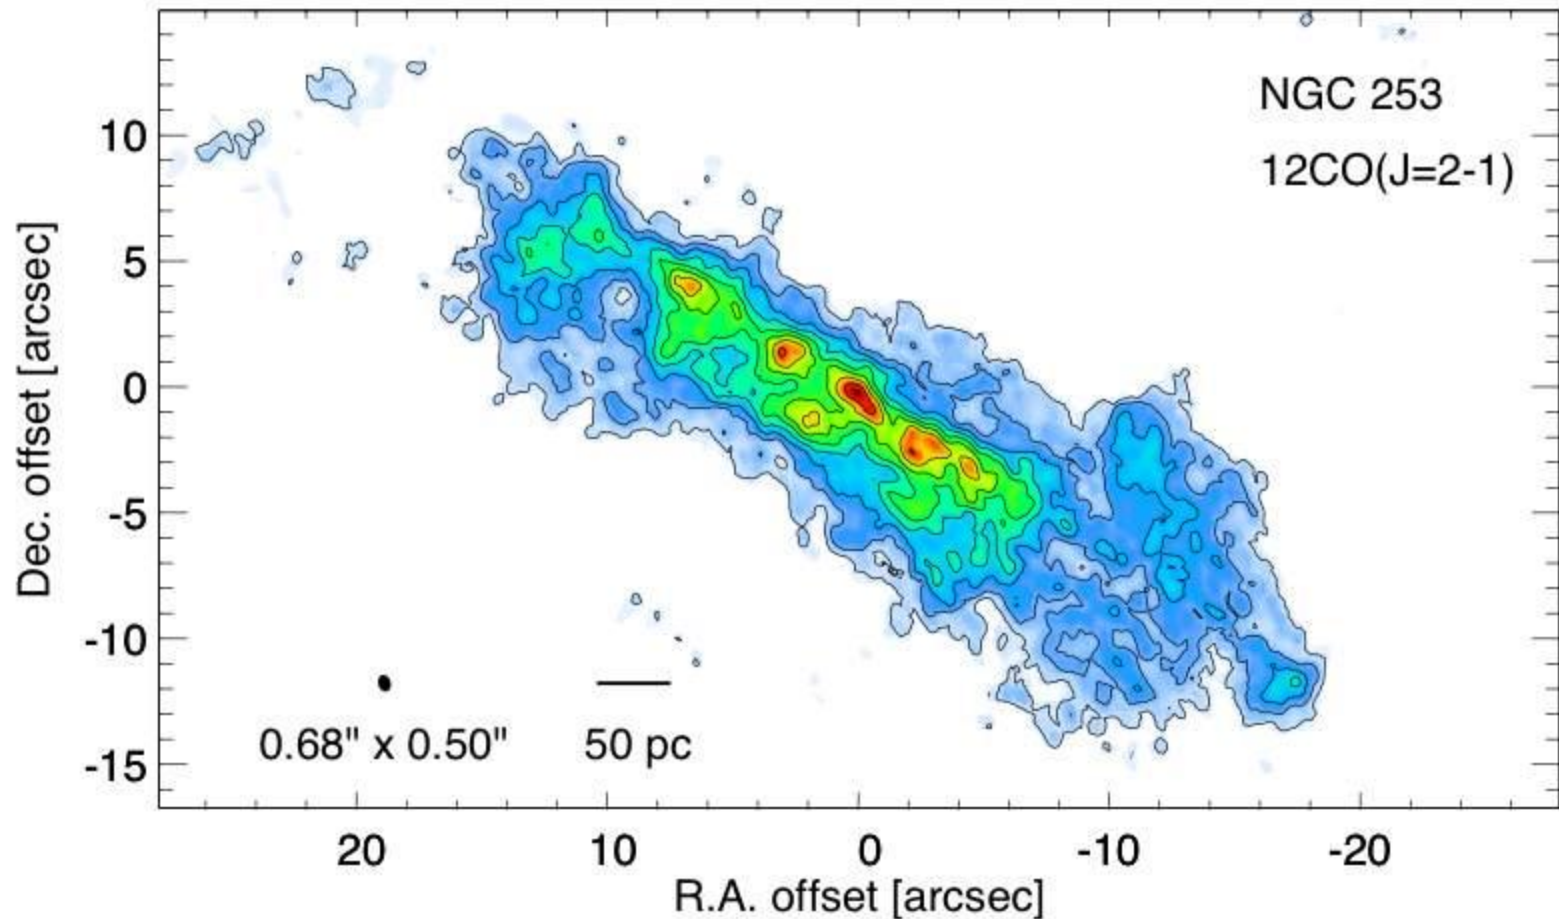 NGC 253
12CO(J=2-1)
10
5
0
-5
-10
-15
Dec. offset [arcsec]
0.68" x 0.50"
50 pc
20
10
0
-10
-20
R.A. offset [arcsec]